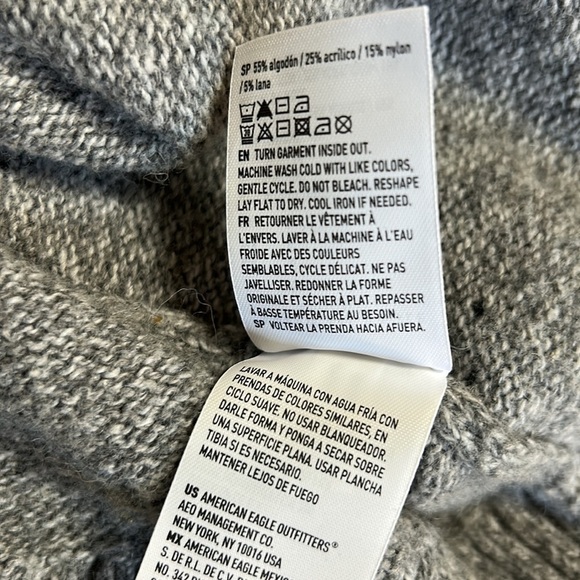 SP 55% algodón / 25% acrílico / 15% nylon
/ 5% lana
EN TURN GARMENT INSIDE OUT.
MACHINE WASH COLD WITH LIKE COLORS,
GENTLE CYCLE. DO NOT BLEACH. RESHAPE
LAY FLAT TO DRY. COOL IRON IF NEEDED.
FR RETOURNER LE VÊTEMENT À
L'ENVERS. LAVER À LA MACHINE À L'EAU
FROIDE AVEC DES COULEURS
SEMBLABLES, CYCLE DÉLICAT. NE PAS
JAVELLISER. REDONNER LA FORME
ORIGINALE ET SÉCHER À PLAT. REPASSER
À BASSE TEMPÉRATURE AU BESOIN.
SP VOLTEAR LA PRENDA HACIA AFUERA.
LAVAR A MÁQUINA CON AGUA FRÍA CON
PRENDAS DE COLORES SIMILARES, EN
CICLO SUAVE. NO USAR BLANQUEADOR.
DARLE FORMA Y PONGA A SECAR SOBRE
UNA SUPERFICIE PLANA. USAR PLANCHA
TIBIA SI ES NECESARIO.
MANTENER LEJOS DE FUEGO
US AMERICAN EAGLE OUTFITTERS®
AEO MANAGEMENT CO.
NEW YORK, NY 10016 USA
MX AMERICAN EAGLE MEXI
S. DE R.L. DE C.V.
NO. 342